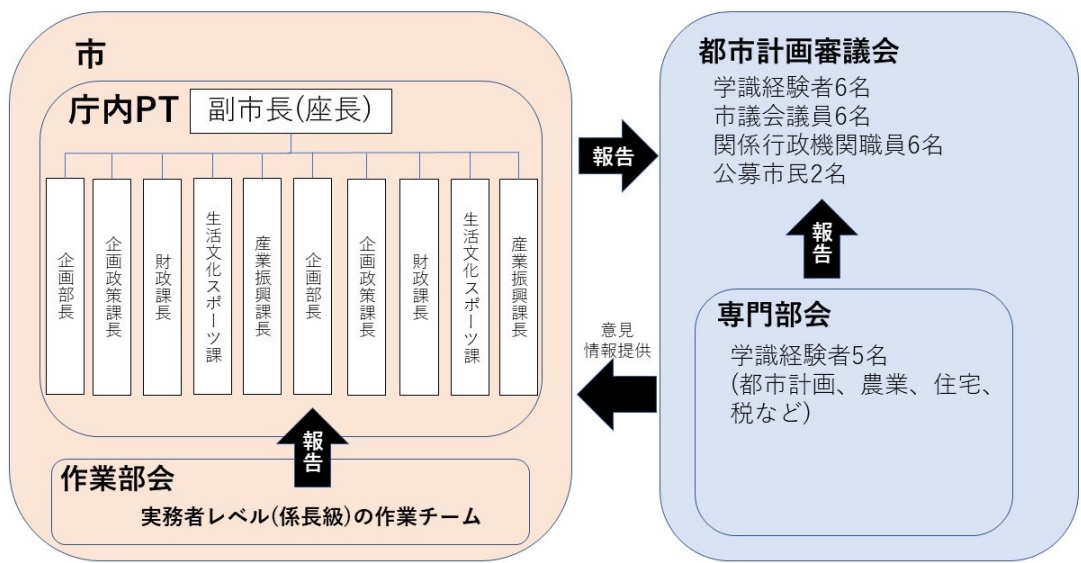 市
庁内PT
副市長(座長)
企画部長
企画政策課長
財政課長
生活文化スポーツ課
産業振興課長
企画部長
企画政策課長
財政課長
生活文化スポーツ課
産業振興課長
報告
作業部会
実務者レベル(係長級)の作業チーム
報告
意見
情報提供
都市計画審議会
学識経験者6名
市議会議員6名
関係行政機関職員6名
公募市民2名
報告
専門部会
学識経験者5名
(都市計画、農業、住宅、
税など)